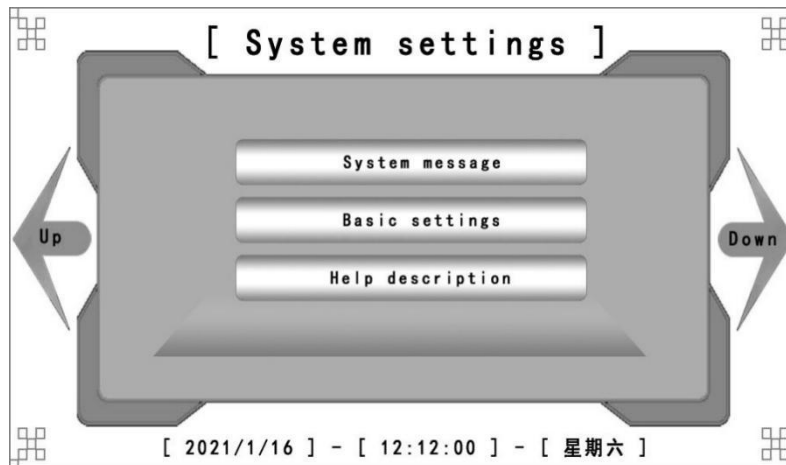 [ System settings ]
System message
Up
Basic settings
Down
Help description
[ 2021/1/16 ] - [ 12:12:00 ] - [ 星期六 ]